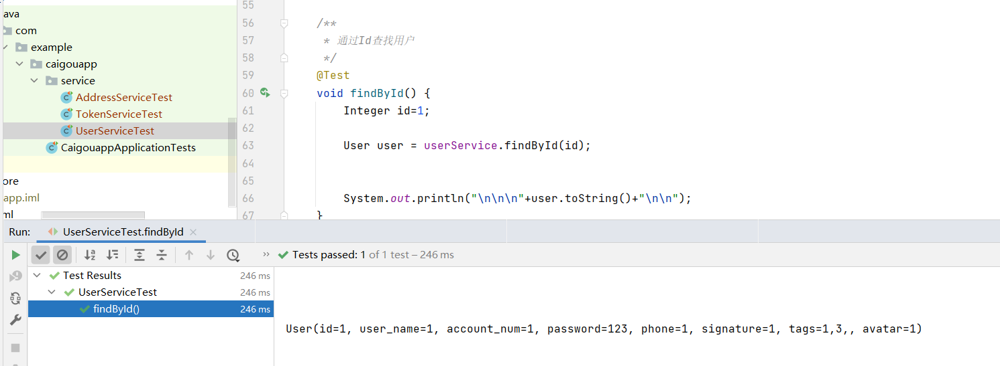 ava
com
example
caigouapp
service
AddressServiceTest
TokenServiceTest
UserServiceTest
CaigouappApplicationTests
ore
app.iml
ml
55
56 /**
57 * 通过Id查找用户
58 */
59 @Test
60 void findById() {
61 Integer id=1;
62
63 User user = userService.findById(id);
64
65
66 System.out.println("\n\n\n"+user.toString()+"\n\n");
67 }
Run: UserServiceTest.findById ×
Tests passed: 1 of 1 test – 246 ms
Test Results 246 ms
UserServiceTest 246 ms
findById() 246 ms
User(id=1, user_name=1, account_num=1, password=123, phone=1, signature=1, tags=1,3,, avatar=1)